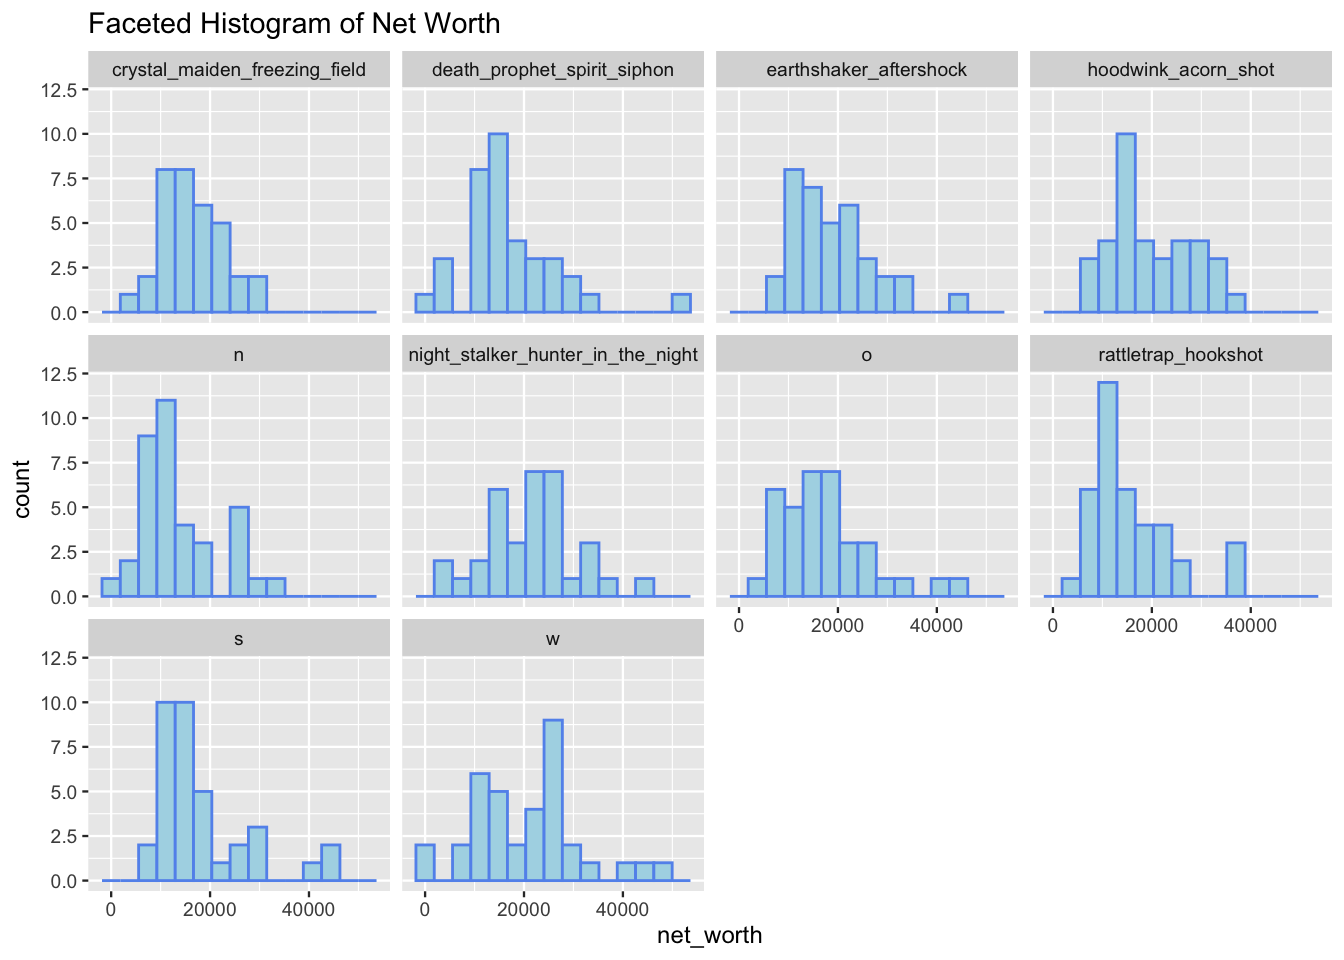 Faceted Histogram of Net Worth
crystal_maiden_freezing_field death_prophet_spirit_siphon earthshaker_aftershock hoodwink_acorn_shot
12.5
10.0
7.5
5.0
2.5
0.0
n night_stalker_hunter_in_the_night o rattletrap_hookshot
12.5
10.0
7.5
5.0
2.5
0.0
0 20000 40000 0 20000 40000
s w
12.5
10.0
7.5
5.0
2.5
0.0
0 20000 40000 0 20000 40000
count
net_worth